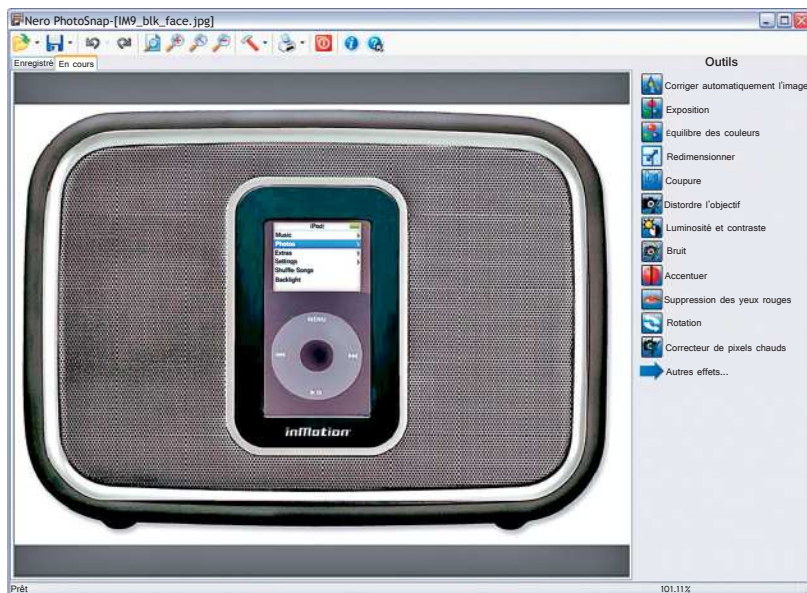 Nero PhotoSnap-[IM9_blk_face.jpg]
Enregistré En cours
Outils
Corriger automatiquement l'image
Exposition
Équilibre des couleurs
Redimensionner
Coupure
Distordre l'objectif
Luminosité et contraste
Bruit
Accentuer
Suppression des yeux rouges
Rotation
Correcteur de pixels chauds
Autres effets...
iPod
Music
Photos
Extras
Settings
Shuffle Songs
Backlight
MENU
inMotion
Prêt
101.11%